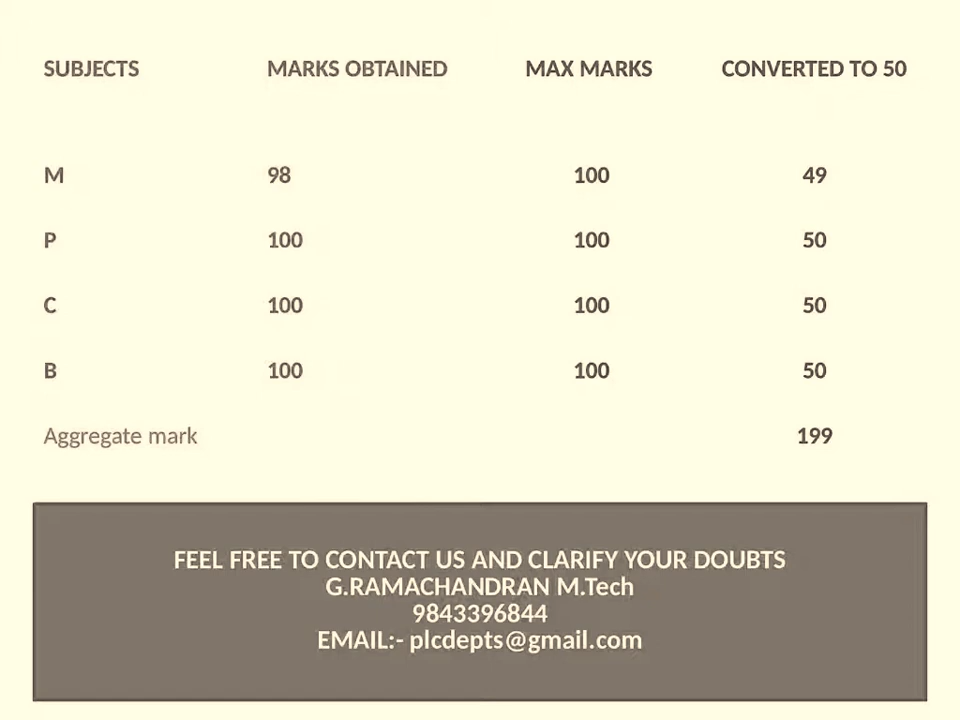 SUBJECTS MARKS OBTAINED MAX MARKS CONVERTED TO 50
M 98 100 49
P 100 100 50
C 100 100 50
B 100 100 50
Aggregate mark 199
FEEL FREE TO CONTACT US AND CLARIFY YOUR DOUBTS
G.RAMACHANDRAN M.Tech
9843396844
EMAIL:- plcdepts@gmail.com